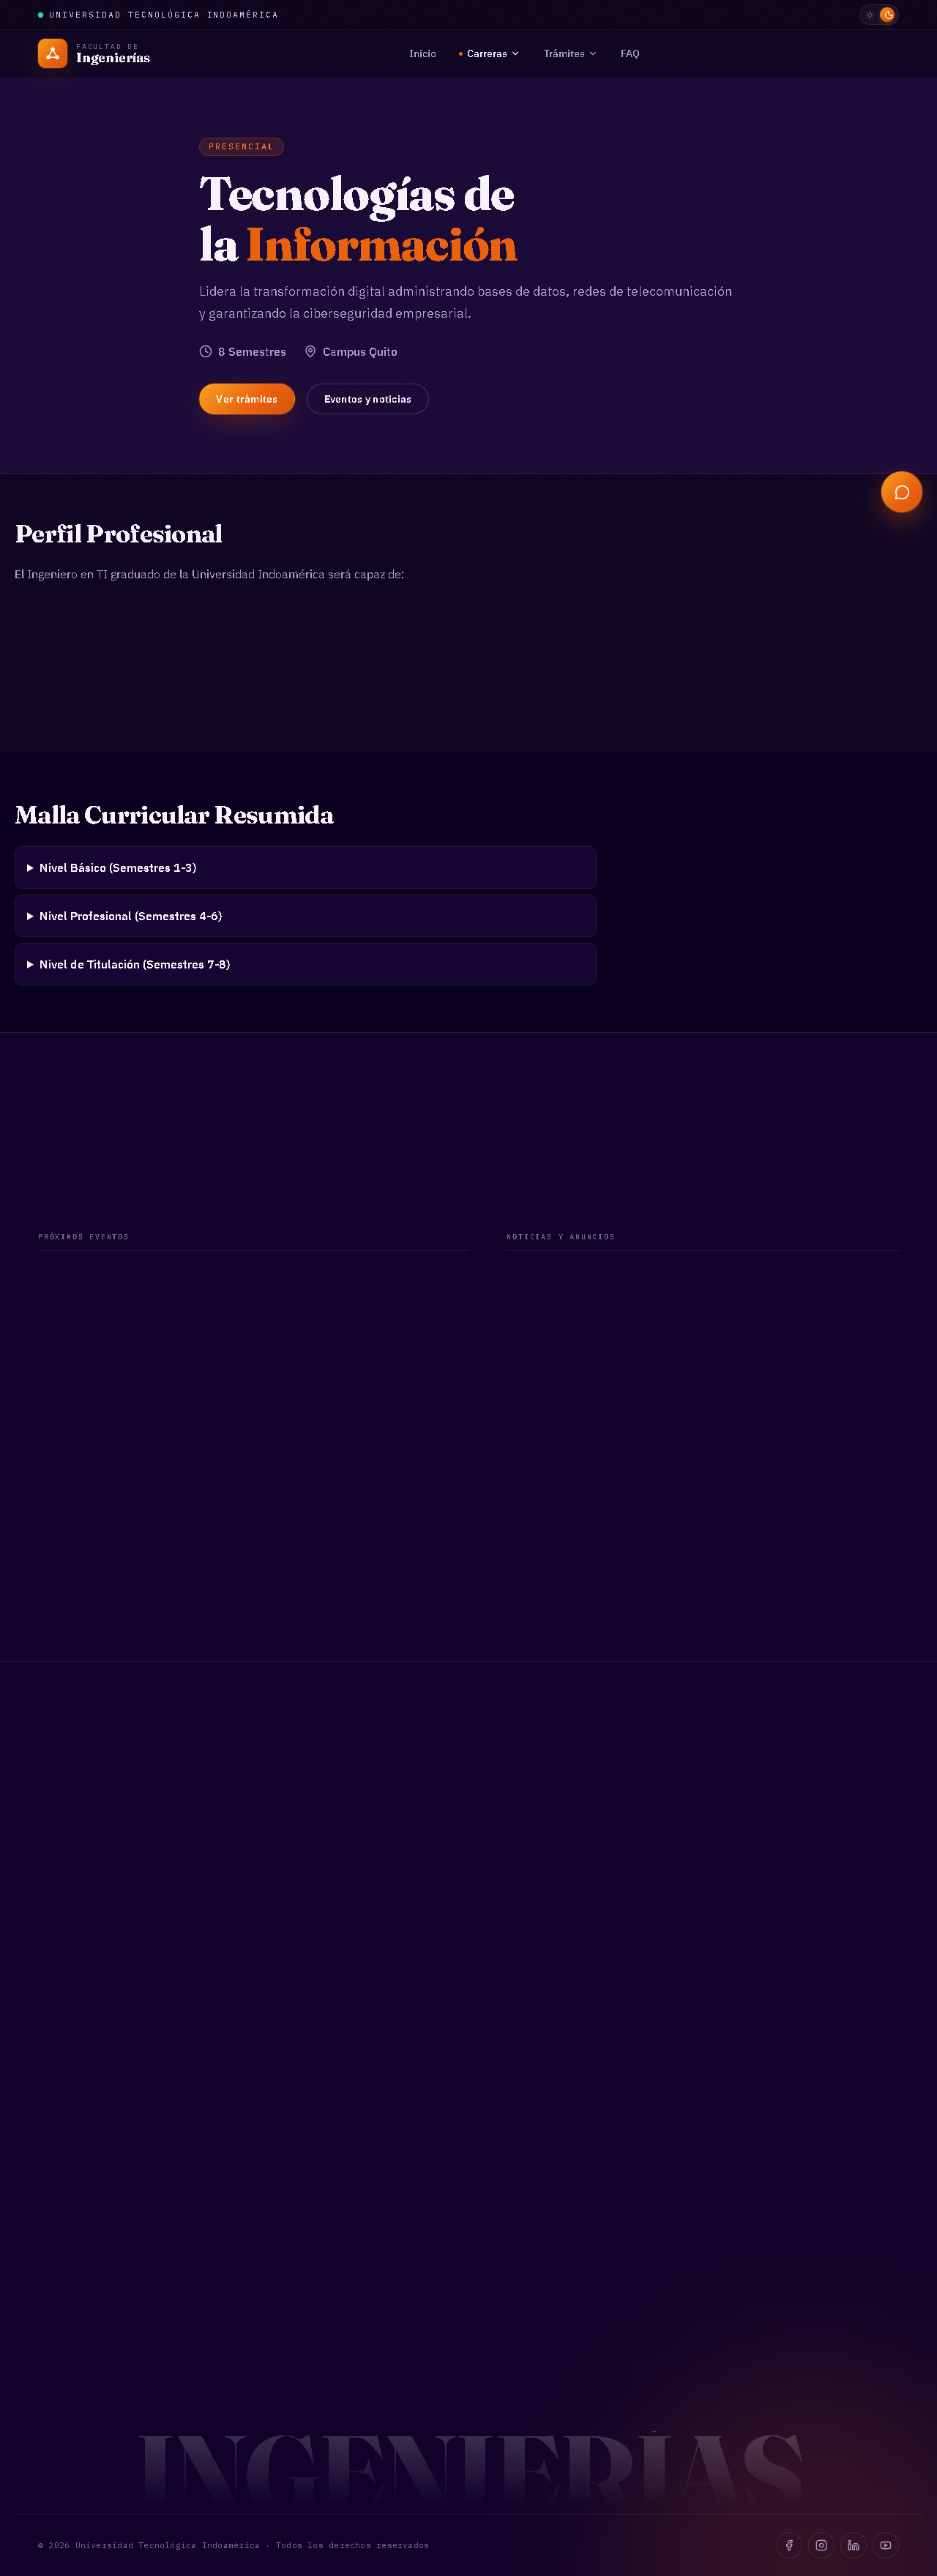 UNIVERSIDAD TECNOLÓGICA INDOAMÉRICA
FACULTAD DE
Ingenierías
Inicio
Carreras
Trámites
FAQ
PRESENCIAL
Tecnologías de
la Información
Lidera la transformación digital administrando bases de datos, redes de telecomunicación
y garantizando la ciberseguridad empresarial.
8 Semestres
Campus Quito
Ver trámites
Eventos y noticias
Perfil Profesional
El Ingeniero en TI graduado de la Universidad Indoamérica será capaz de:
Malla Curricular Resumida
Nivel Básico (Semestres 1-3)
Nivel Profesional (Semestres 4-6)
Nivel de Titulación (Semestres 7-8)
PRÓXIMOS EVENTOS
NOTICIAS Y ANUNCIOS
INGENIERÍAS
© 2026 Universidad Tecnológica Indoamérica · Todos los derechos reservados